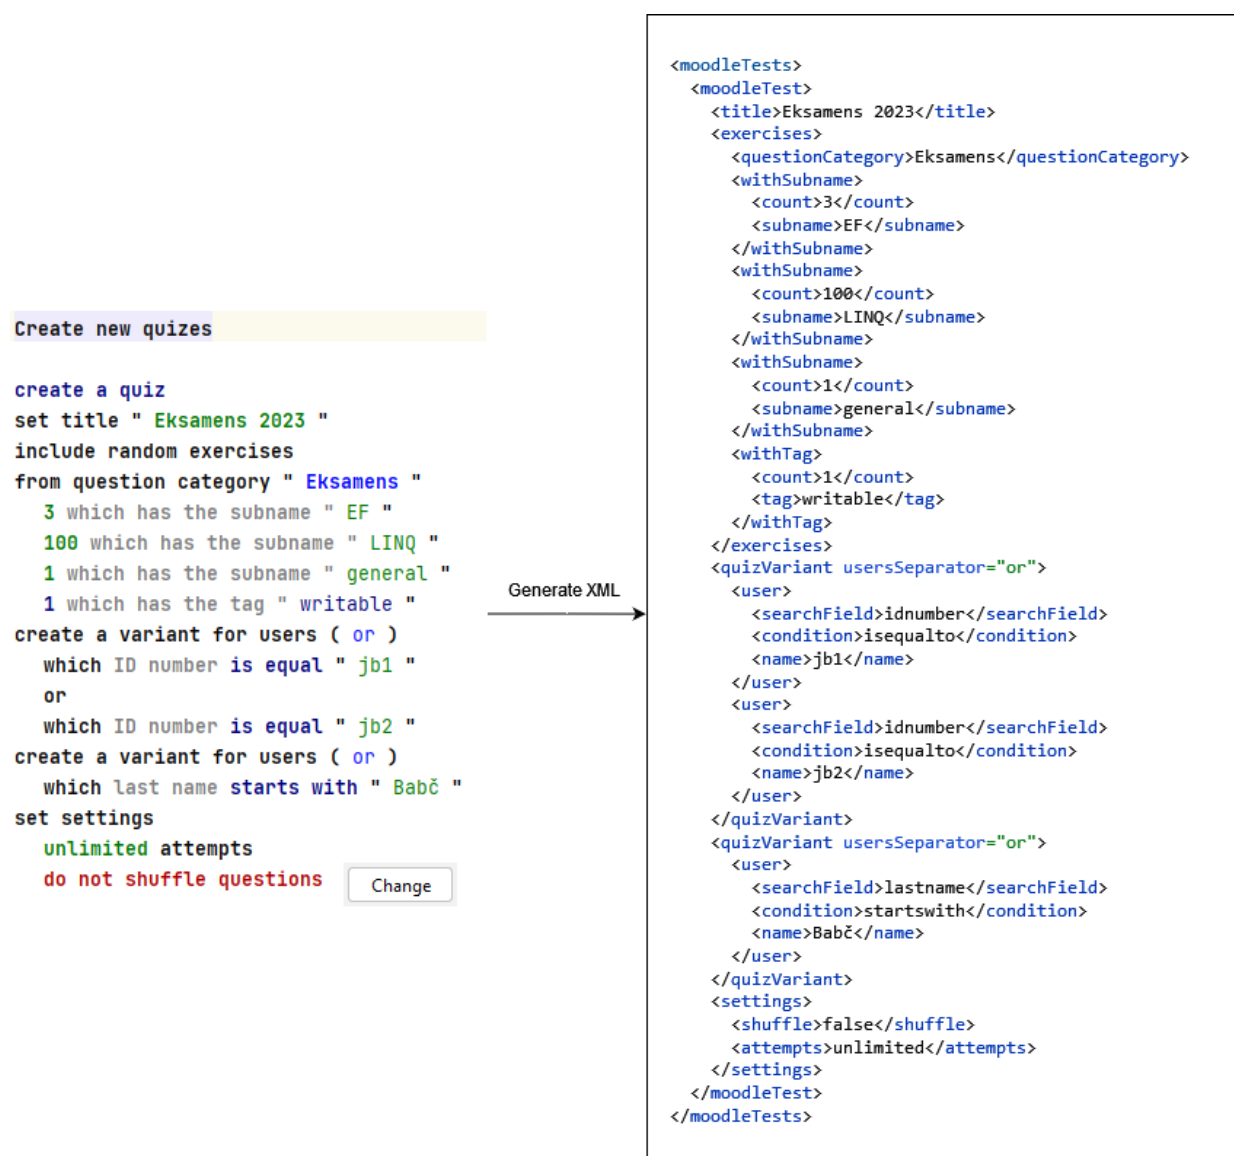 Create new quizes
create a quiz
set title " Eksamens 2023 "
include random exercises
from question category " Eksamens "
3 which has the subname " EF "
100 which has the subname " LINQ "
1 which has the subname " general "
1 which has the tag " writable "
create a variant for users ( or )
which ID number is equal " jb1 "
or
which ID number is equal " jb2 "
create a variant for users ( or )
which last name starts with " Babč "
set settings
unlimited attempts
do not shuffle questions
Change
Generate XML
<moodleTests>
<moodleTest>
<title>Eksamens 2023</title>
<exercises>
<questionCategory>Eksamens</questionCategory>
<withSubname>
<count>3</count>
<subname>EF</subname>
</withSubname>
<withSubname>
<count>100</count>
<subname>LINQ</subname>
</withSubname>
<withSubname>
<count>1</count>
<subname>general</subname>
</withSubname>
<withTag>
<count>1</count>
<tag>writable</tag>
</withTag>
</exercises>
<quizVariant usersSeparator="or">
<user>
<searchField>idnumber</searchField>
<condition>isequalto</condition>
<name>jb1</name>
</user>
<user>
<searchField>idnumber</searchField>
<condition>isequalto</condition>
<name>jb2</name>
</user>
</quizVariant>
<quizVariant usersSeparator="or">
<user>
<searchField>lastname</searchField>
<condition>startswith</condition>
<name>Babč</name>
</user>
</quizVariant>
<settings>
<shuffle>false</shuffle>
<attempts>unlimited</attempts>
</settings>
</moodleTest>
</moodleTests>